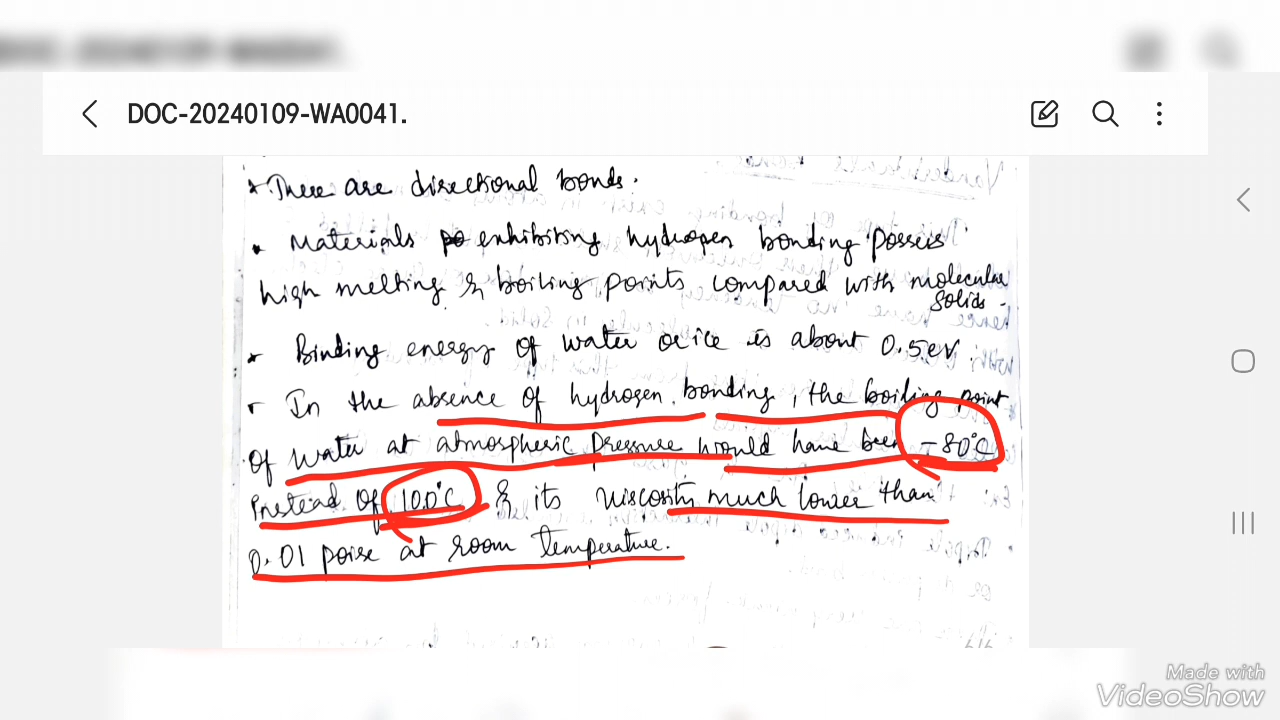 DOC-20240109-WA0041.
* There are directional bonds.
• Materials exhibiting hydrogen bonding possess
high melting & boiling points compared with molecular
solids
* Binding energy of water or ice is about 0.5eV.
In the absence of hydrogen bonding, the boiling point
of water at atmospheric pressure would have been -80°C
instead of 100°C & its viscosity much lower than
0.01 poise at room temperature.
Made with
VideoShow